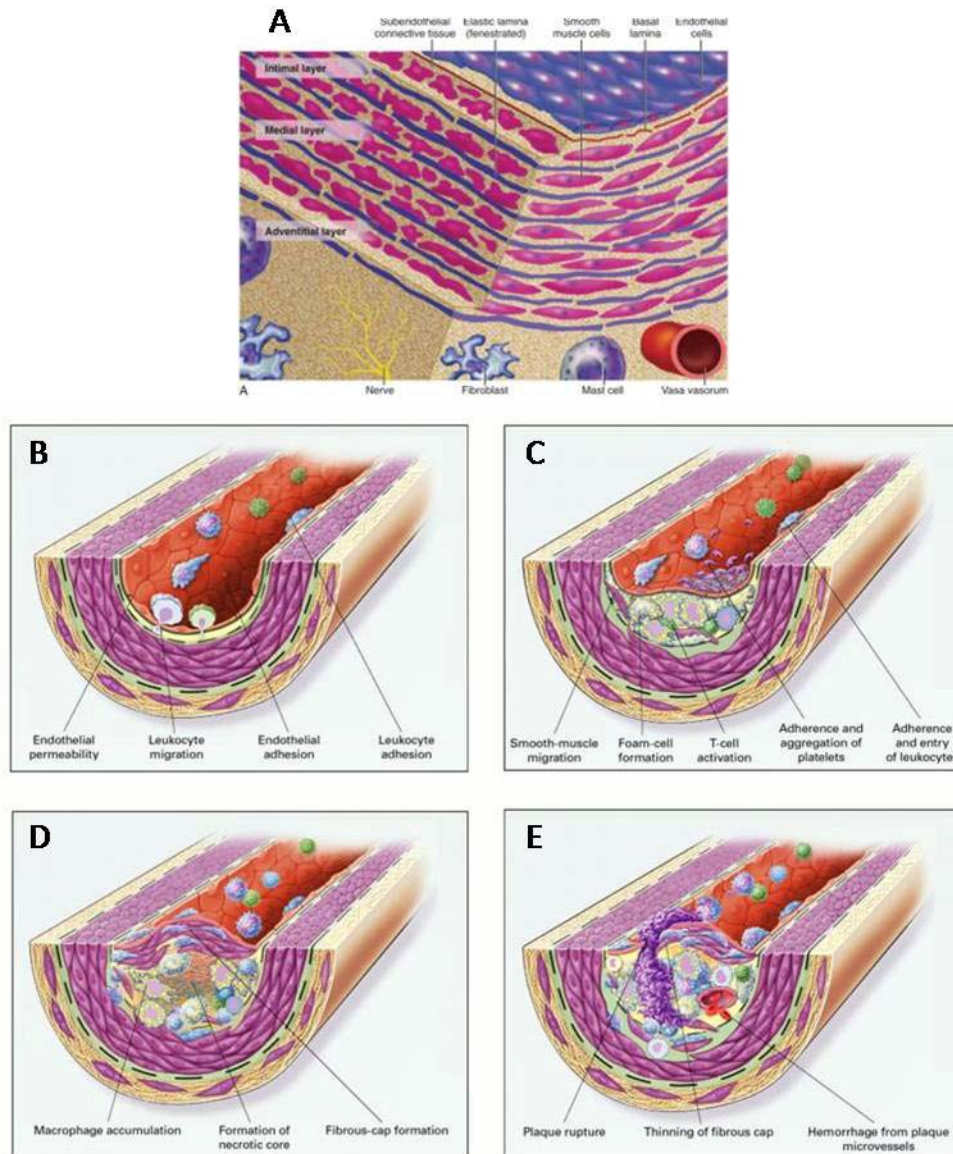 A
Subendothelial connective tissue
Elastic lamina (fenestrated)
Smooth muscle cells
Basal lamina
Endothelial cells
Intimal layer
Medial layer
Adventitial layer
A
Nerve
Fibroblast
Mast cell
Vasa vasorum
B
Endothelial
permeability
Leukocyte
migration
Endothelial
adhesion
Leukocyte
adhesion
C
Smooth-muscle
migration
Foam-cell
formation
T-cell
activation
Adherence and
aggregation of
platelets
Adherence
and entry
of leukocyte
D
Macrophage accumulation
Formation of
necrotic core
Fibrous-cap formation
E
Plaque rupture
Thinning of fibrous cap
Hemorrhage from plaque
microvessels